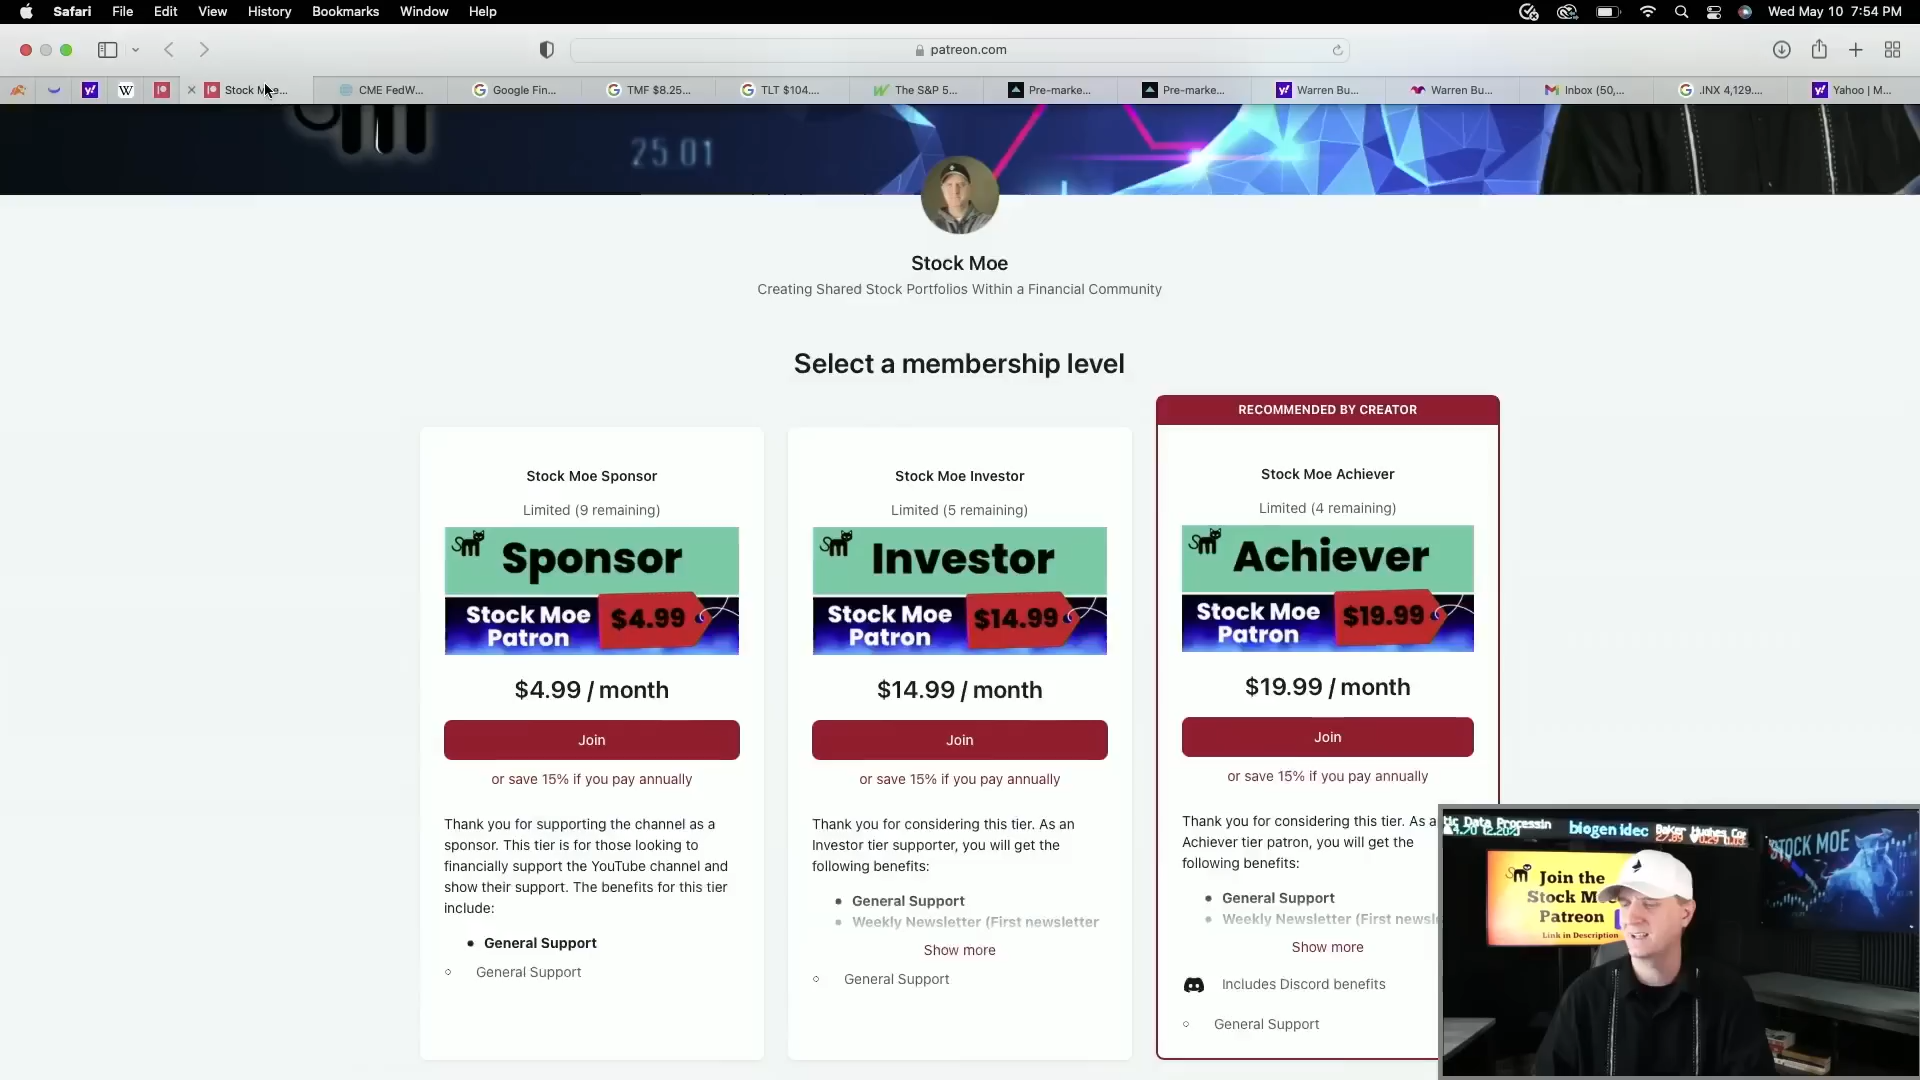 Safari File Edit View History Bookmarks Window Help
Wed May 10 7:54 PM
patreon.com
Stock M e...
CME FedW...
Google Fin...
TMF $8.25...
TLT $104....
The S&P 5...
Pre-marke...
Pre-marke...
Warren Bu...
Warren Bu...
Inbox (50,...
.INX 4,129....
Yahoo | M...
25 01
Stock Moe
Creating Shared Stock Portfolios Within a Financial Community
Select a membership level
Stock Moe Sponsor
Limited (9 remaining)
Sponsor
Stock Moe
Patron
$4.99
$4.99 / month
Join
or save 15% if you pay annually
Thank you for supporting the channel as a
sponsor. This tier is for those looking to
financially support the YouTube channel and
show their support. The benefits for this tier
include:
• General Support
General Support
Stock Moe Investor
Limited (5 remaining)
Investor
Stock Moe
Patron
$14.99
$14.99 / month
Join
or save 15% if you pay annually
Thank you for considering this tier. As an
Investor tier supporter, you will get the
following benefits:
• General Support
• Weekly Newsletter (First newsletter
Show more
General Support
RECOMMENDED BY CREATOR
Stock Moe Achiever
Limited (4 remaining)
Achiever
Stock Moe
Patron
$19.99
$19.99 / month
Join
or save 15% if you pay annually
Thank you for considering this tier. As a
Achiever tier patron, you will get the
following benefits:
• General Support
• Weekly Newsletter (First newsl
Show more
Includes Discord benefits
General Support
tic Data Processin
biogen idec
Baker Hughes Co
STOCK MOE
Join the
Stock Moe
Patreon
Link in Description